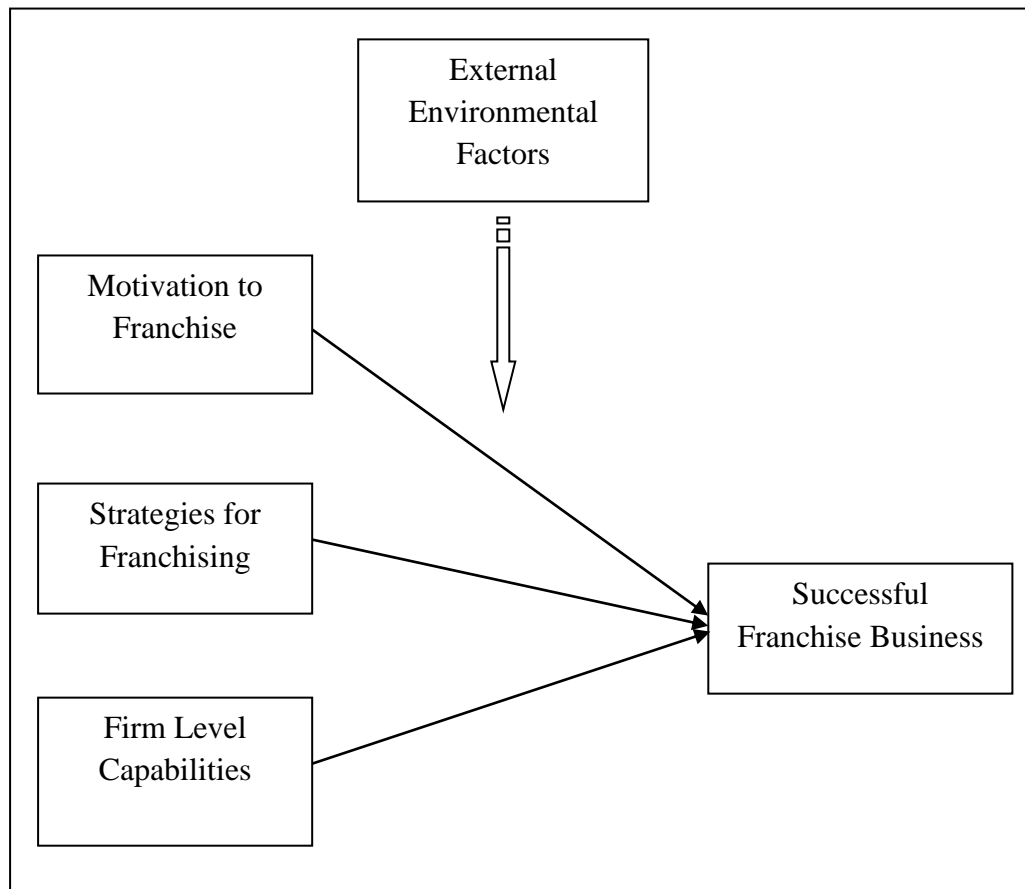 External
Environmental
Factors
Motivation to
Franchise
Strategies for
Franchising
Successful
Franchise Business
Firm Level
Capabilities